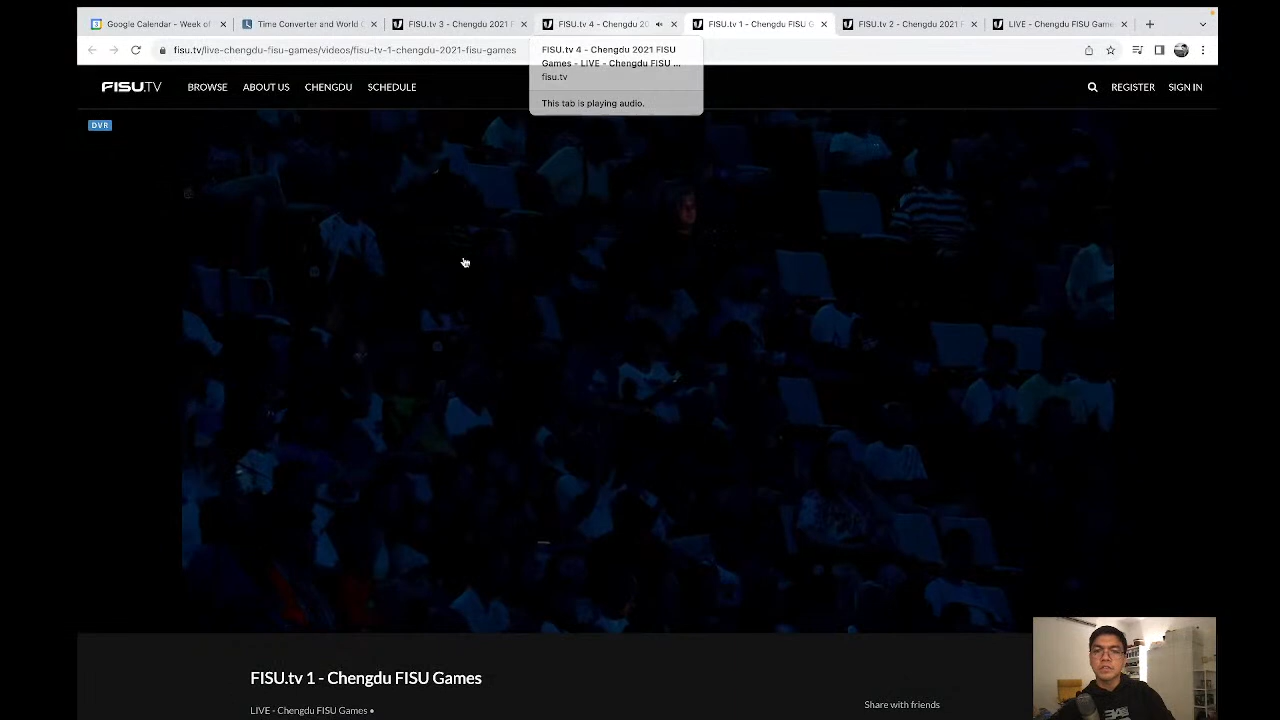 Google Calendar - Week of
Time Converter and World C
FISU.tv 3 - Chengdu 2021 F
FISU.tv 4 - Chengdu 20
FISU.tv 1 - Chengdu FISU G
FISU.tv 2 - Chengdu 2021 F
LIVE - Chengdu FISU Game
fisu.tv/live-chengdu-fisu-games/videos/fisu-tv-1-chengdu-2021-fisu-games
FISU.tv 4 - Chengdu 2021 FISU
Games - LIVE - Chengdu FISU ...
fisu.tv
This tab is playing audio.
FISU.TV
BROWSE
ABOUT US
CHENGDU
SCHEDULE
REGISTER
SIGN IN
DVR
FISU.tv 1 - Chengdu FISU Games
LIVE - Chengdu FISU Games •
Share with friends